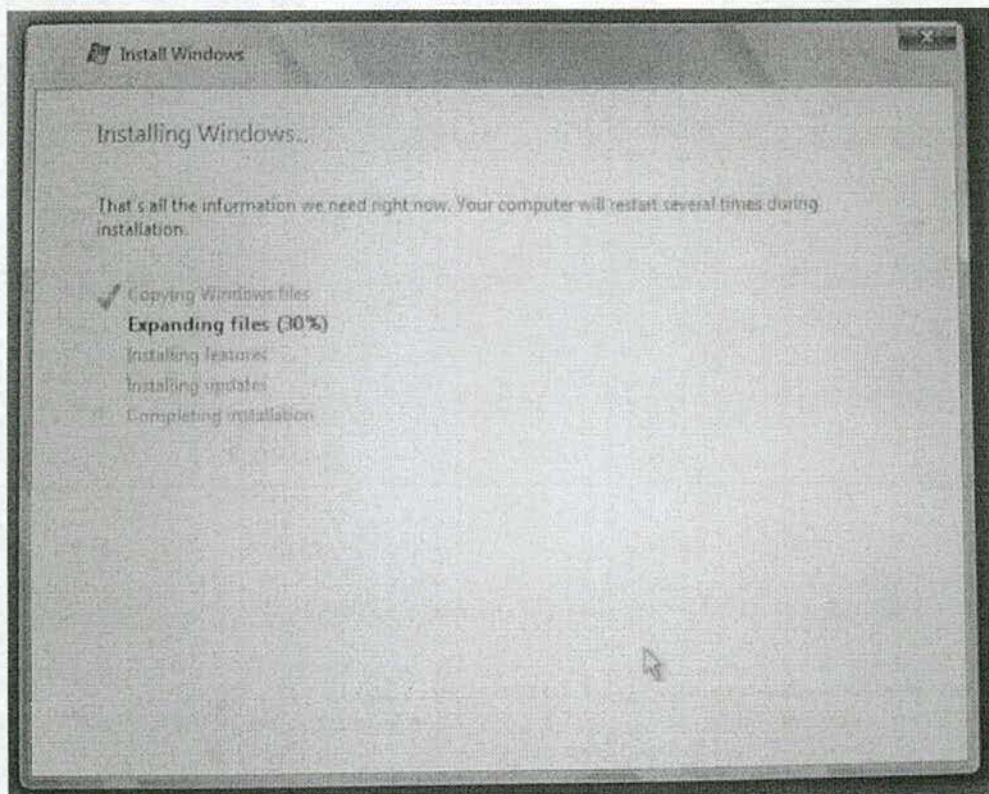 Install Windows
Installing Windows...
That's all the information we need right now. Your computer will restart several times during
installation.
Copying Windows files
Expanding files (30%)
Installing features
Installing updates
Completing installation